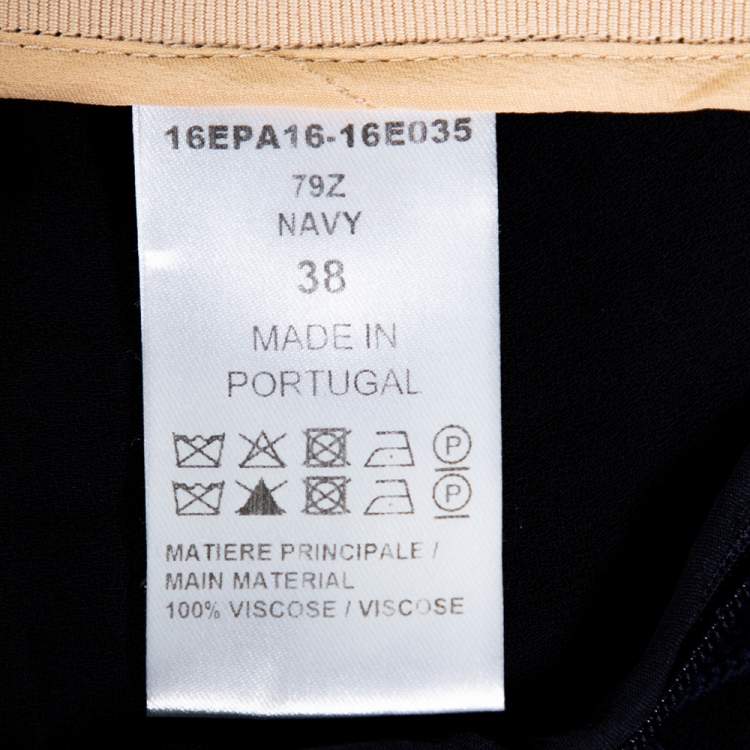 16EPA16-16E035
79Z
NAVY
38
MADE IN
PORTUGAL
P
P
MATIERE PRINCIPALE /
MAIN MATERIAL
100% VISCOSE / VISCOSE